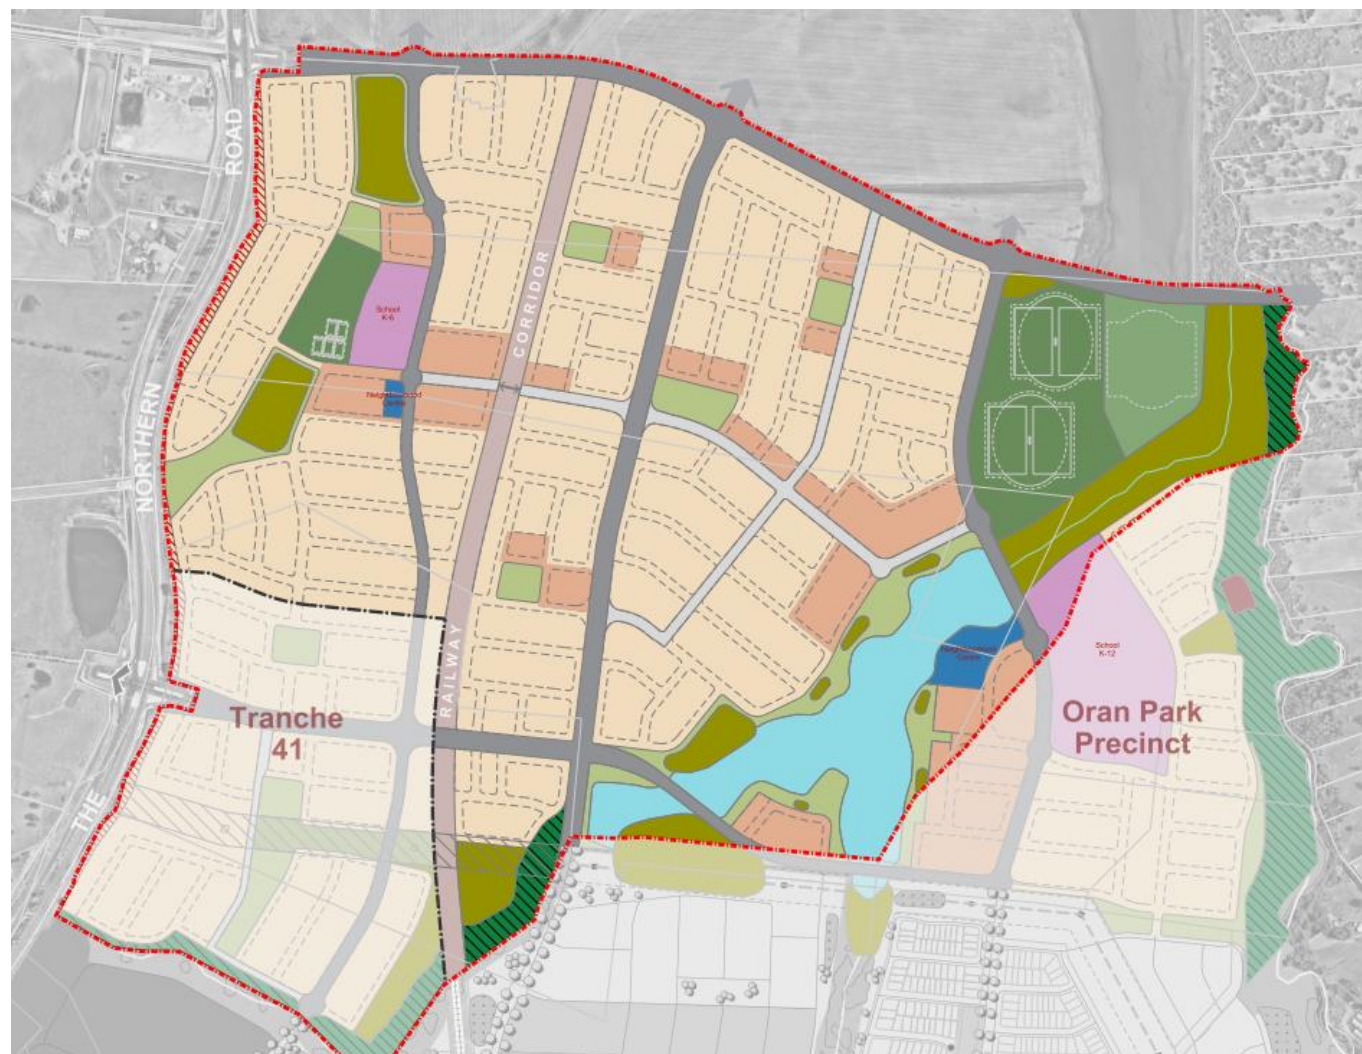 ROAD
CORRIDOR
School
K-6
NORTHERN
Neighbourhood
Centre
RAILWAY
Neighbourhood
Centre
School
K-12
Tranche
41
Oran Park
Precinct
THE